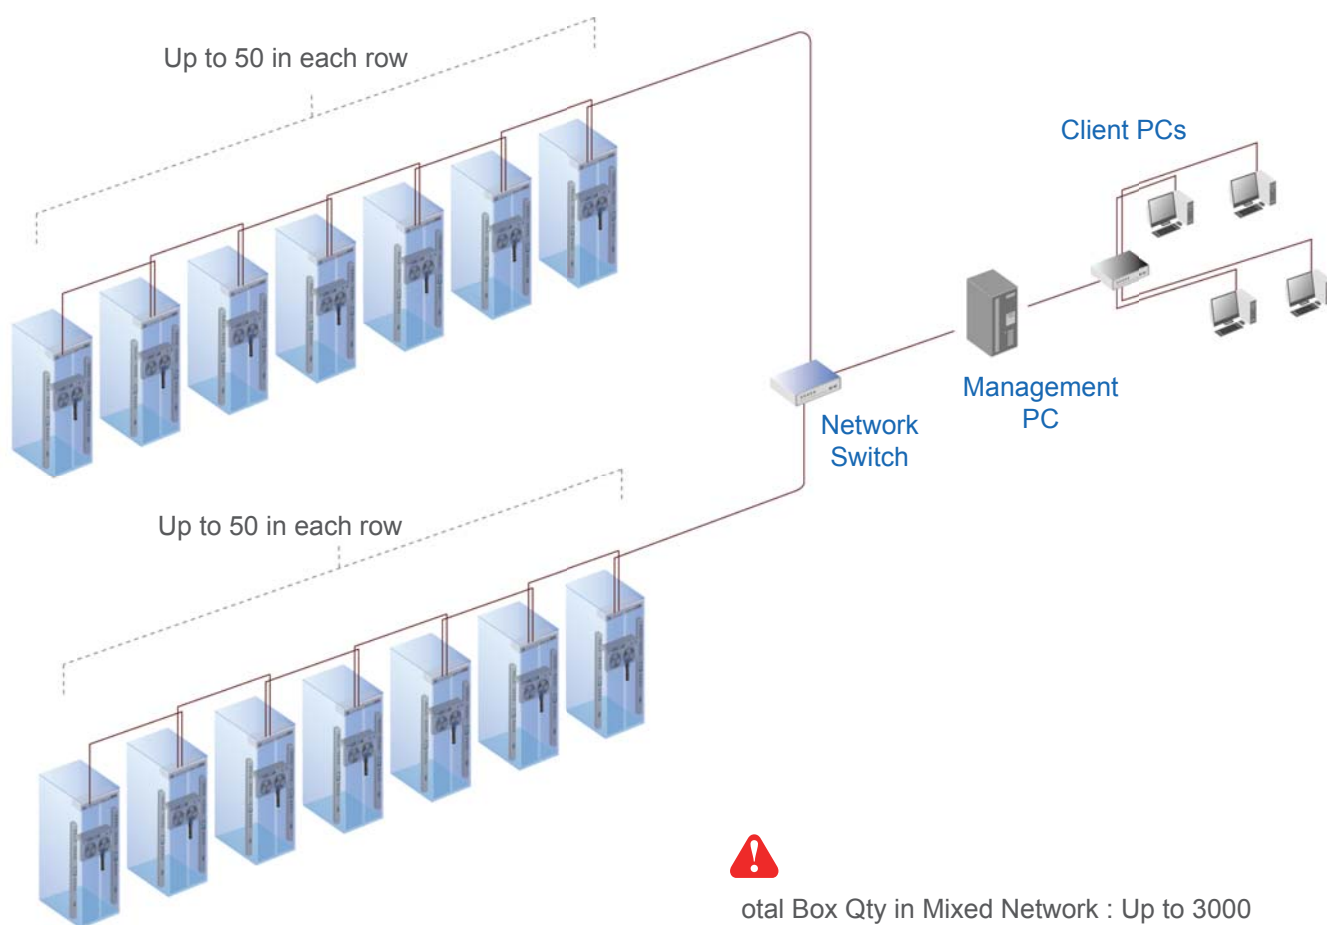 Up to 50 in each row
Client PCs
Management
PC
Network
Switch
Up to 50 in each row
otal Box Qty in Mixed Network : Up to 3000